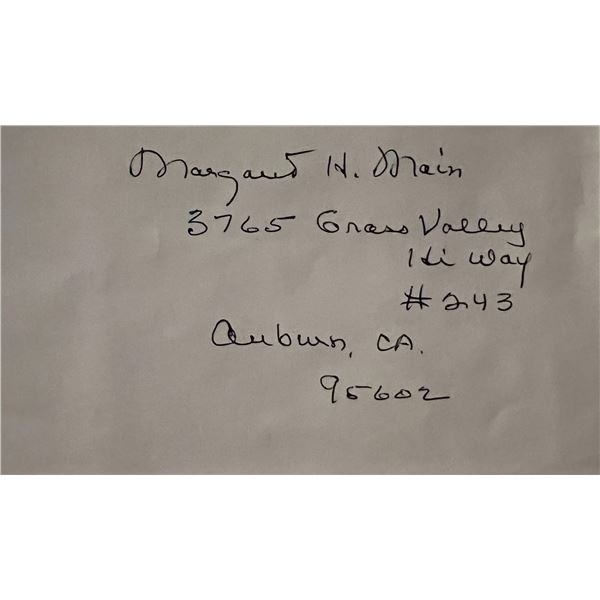 Margaret H. Main
3765 Grass Valley
Hi Way
#243
Auburn, CA.
95602